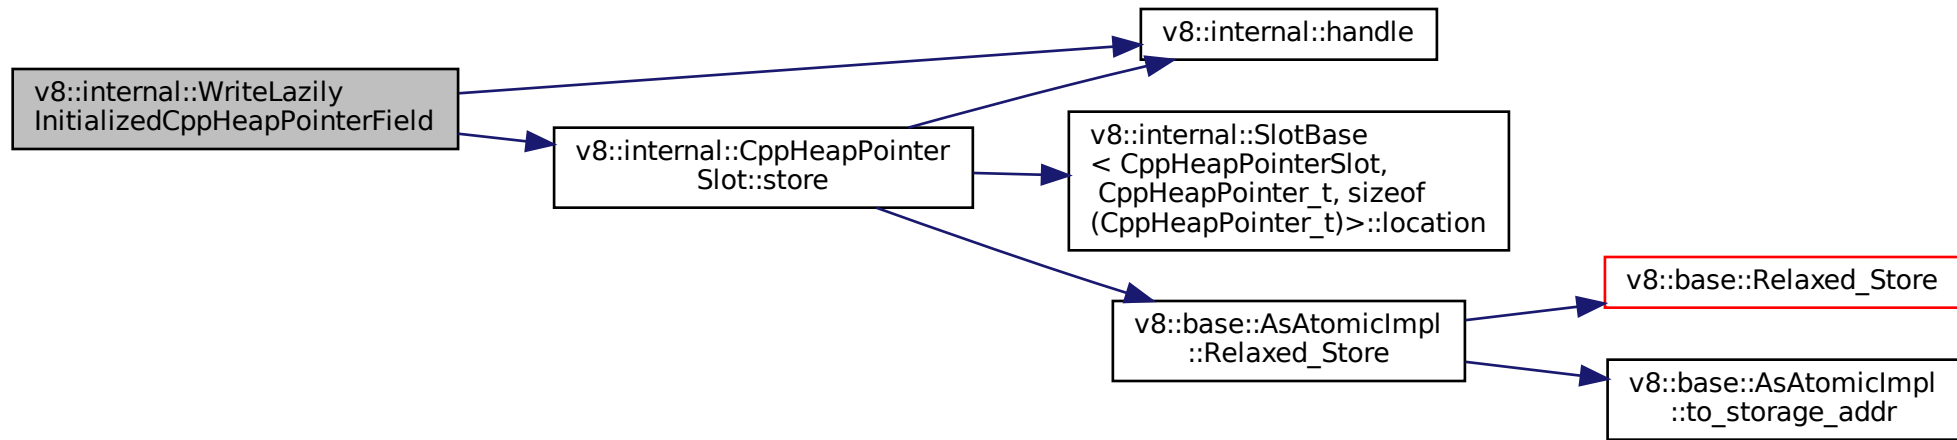 v8::internal::WriteLazily
InitializedCppHeapPointerField
v8::internal::handle
v8::internal::CppHeapPointer
Slot::store
v8::internal::SlotBase
< CppHeapPointerSlot,
CppHeapPointer_t, sizeof
(CppHeapPointer_t)>::location
v8::base::AsAtomicImpl
::Relaxed_Store
v8::base::Relaxed_Store
v8::base::AsAtomicImpl
::to_storage_addr